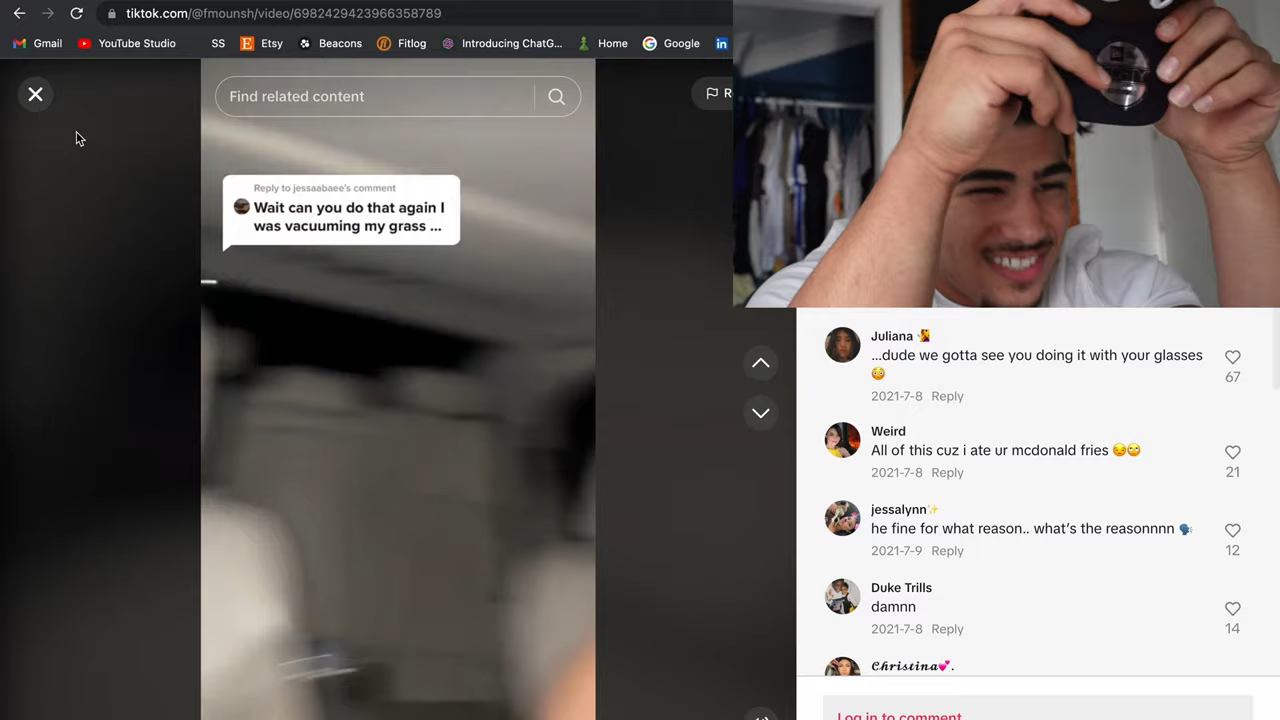 tiktok.com/@fmounsh/video/6982429423966358789
Gmail
YouTube Studio
SS
Etsy
Beacons
Fitlog
Introducing ChatG...
Home
Google
Find related content
R
Reply to jessaabaee's comment
Wait can you do that again I
was vacuuming my grass ...
Juliana
...dude we gotta see you doing it with your glasses
67
2021-7-8 Reply
Weird
All of this cuz i ate ur mcdonald fries
2021-7-8 Reply
21
jessalynn
he fine for what reason.. what's the reasonnnn
2021-7-9 Reply
12
Duke Trills
damnn
2021-7-8 Reply
14
𝓒𝓱𝓻𝓲𝓼𝓽𝓲𝓷𝓪 .
Log in to comment